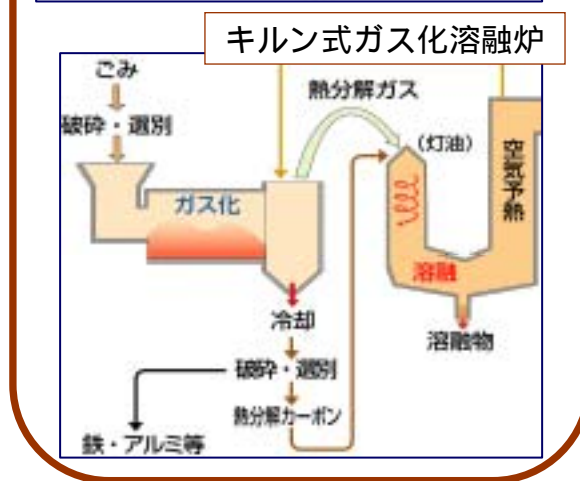 キルン式ガス化溶融炉
ごみ
破砕・選別
ガス化
熱分解ガス
(灯油)
空気予熱
溶融
溶融物
冷却
破砕・選別
熱分解カーボン
鉄・アルミ等